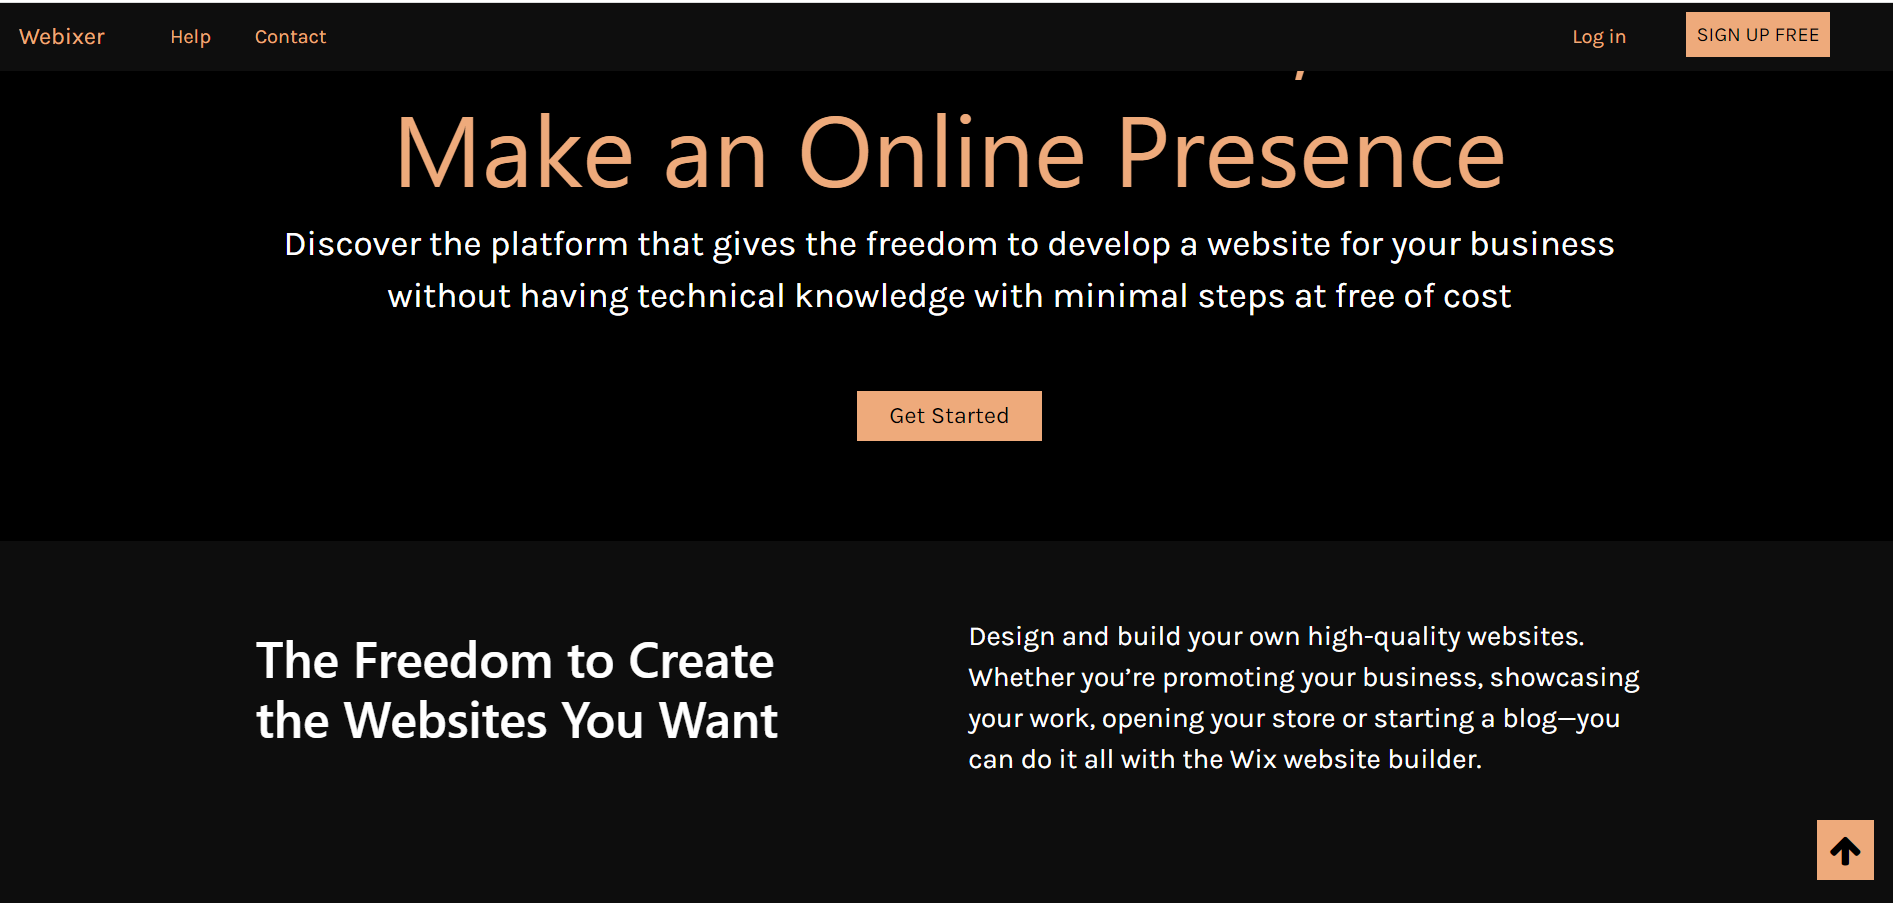 Webixer Help Contact Log in SIGN UP FREE
Make an Online Presence
Discover the platform that gives the freedom to develop a website for your business
without having technical knowledge with minimal steps at free of cost
Get Started
The Freedom to Create
the Websites You Want
Design and build your own high-quality websites.
Whether you’re promoting your business, showcasing
your work, opening your store or starting a blog—you
can do it all with the Wix website builder.